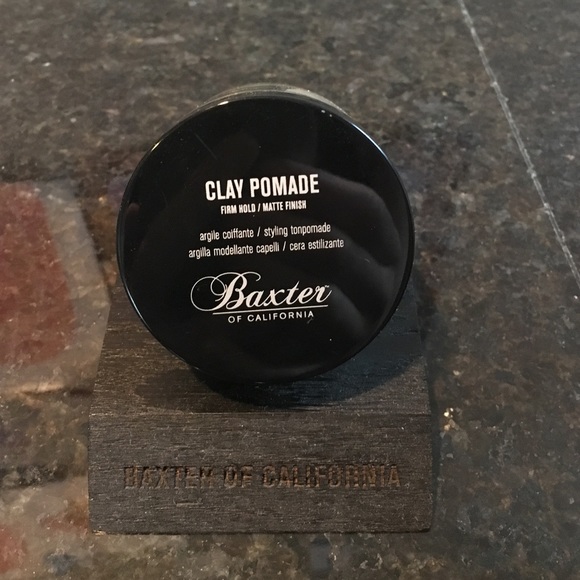 CLAY POMADE
FIRM HOLD / MATTE FINISH
argile coiffante / styling tonpomade
argilla modellante capelli / cera estilizante
Baxter™
OF CALIFORNIA
BAXTER OF CALIFORNIA